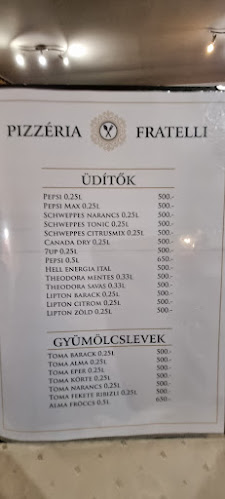 PIZZÉRIA FRATELLI
ÜDÍTŐK
PEPSI 0,25L 500.-
PEPSI MAX 0,25L 500.-
SCHWEPPES NARANCS 0,25L 500.-
SCHWEPPES TONIC 0,25L 500.-
SCHWEPPES CITRUSMIX 0,25L 500.-
CANADA DRY 0,25L 500.-
7UP 0,25L 500.-
PEPSI 0,5L 650.-
HELL ENERGIA ITAL 500.-
THEODORA MENTES 0,33L 500.-
THEODORA SAVAS 0,33L 500.-
LIPTON BARACK 0,25L 500.-
LIPTON CITROM 0,25L 500.-
LIPTON ZÖLD 0,25L 500.-
GYÜMÖLCSLEVEK
TOMA BARACK 0,25L 500.-
TOMA ALMA 0,25L 500.-
TOMA EPER 0,25L 500.-
TOMA KÖRTE 0,25L 500.-
TOMA NARANCS 0,25L 500.-
TOMA FEKETE RIBIZLI 0,25L 500.-
ALMA FRÖCCS 0,5L 650.-